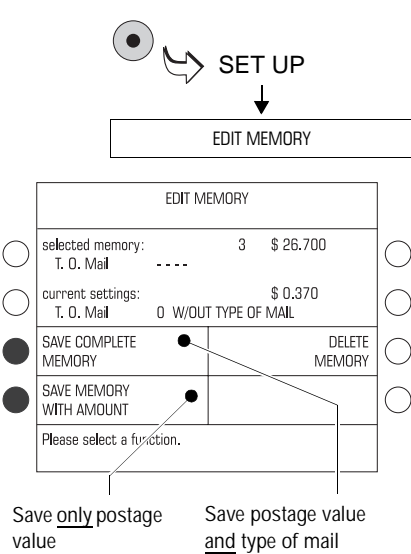 SET UP
EDIT MEMORY
EDIT MEMORY
selected memory: 3 $ 26.700
T. O. Mail - - - -
current settings: $ 0.370
T. O. Mail 0 W/OUT TYPE OF MAIL
SAVE COMPLETE
MEMORY
DELETE
MEMORY
SAVE MEMORY
WITH AMOUNT
Please select a function.
Save only postage
value
Save postage value
and type of mail